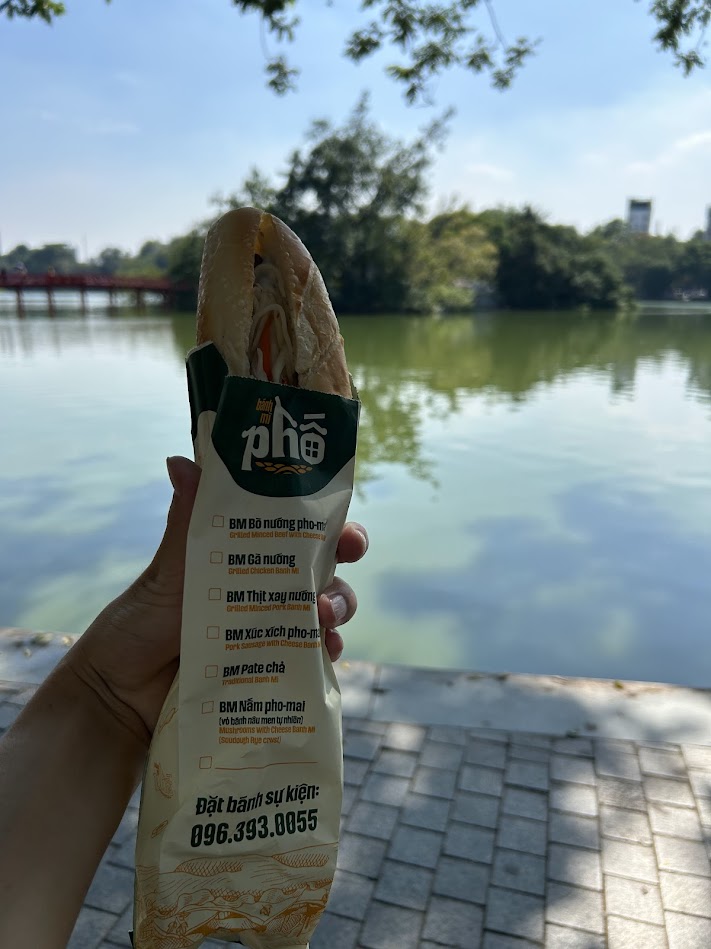 bánh
mì
phố
BM Bò nướng pho-m
Grilled Minced Beef with Cheese
BM Gà nướng
Grilled Chicken Banh Mi
BM Thịt xay nướng
Grilled Minced Pork Banh Mi
BM Xúc xích pho-ma
Pork Sausage with Cheese Banh M
BM Pate chả
Traditional Banh Mi
BM Nấm pho-mai
(vỏ bánh nâu men tự nhiên)
Mushrooms with Cheese Banh Mi
(Sourdough Rye crust)
Đặt bánh sự kiện:
096.393.0055